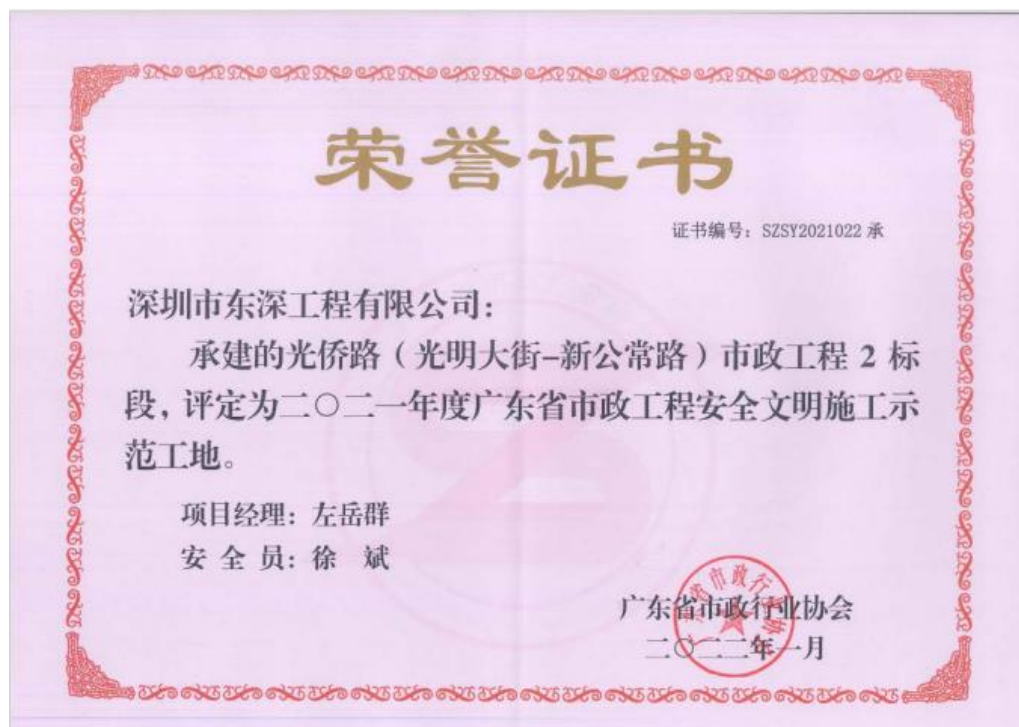 荣誉证书
证书编号：SZSY2021022 承
深圳市东深工程有限公司：
承建的光侨路（光明大街-新公常路）市政工程 2 标
段，评定为二〇二一年度广东省市政工程安全文明施工示
范工地。
项目经理：左岳群
安 全 员：徐　斌
广东省市政行业协会
二〇二二年一月